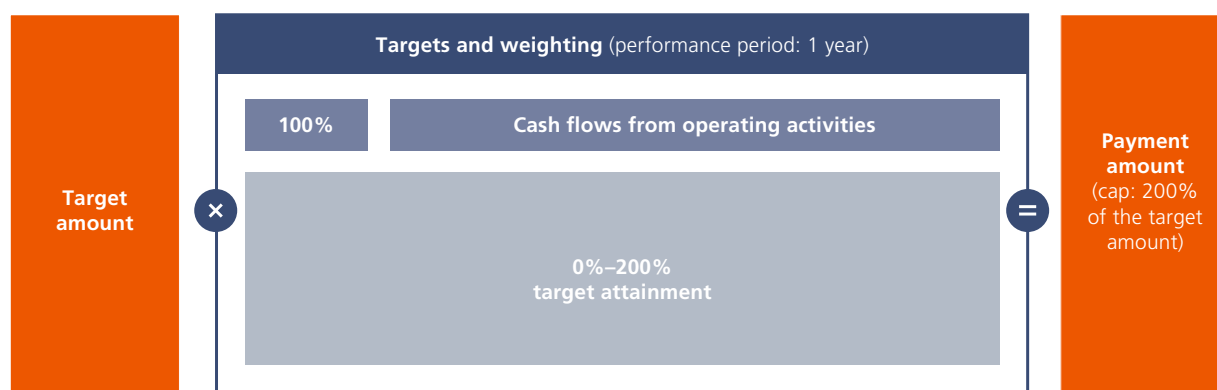 Targets and weighting (performance period: 1 year)
100%
Cash flows from operating activities
Target
amount
×
0%–200%
target attainment
=
Payment
amount
(cap: 200%
of the target
amount)